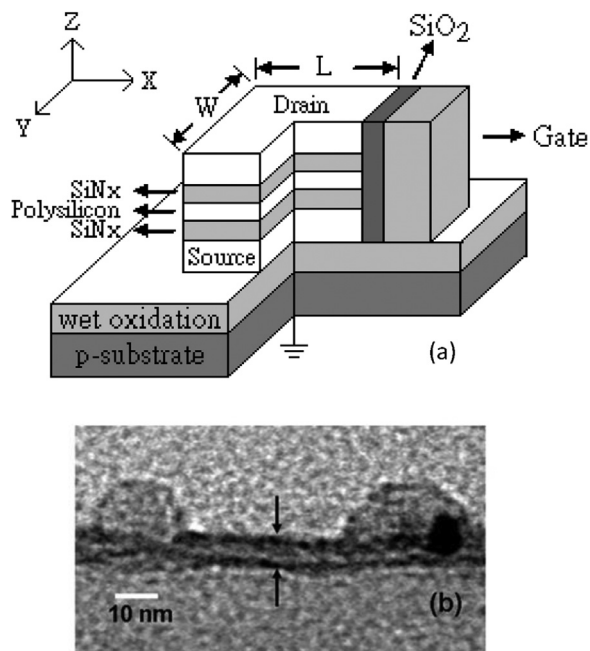 Z
X
Y
W
L
SiO2
Drain
Gate
SiNx
Polysilicon
SiNx
Source
wet oxidation
p-substrate
(a)
10 nm
(b)